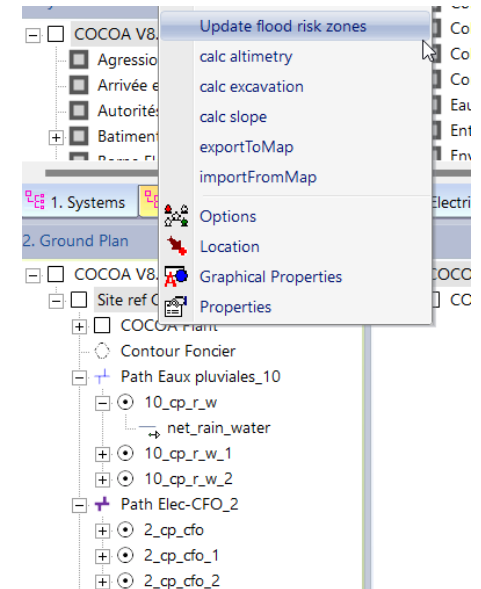 COCOA V8.
Agressio
Arrivée e
Autorités
Batiment
Update flood risk zones
calc altimetry
calc excavation
calc slope
exportToMap
importFromMap
Options
Location
Graphical Properties
Properties
Co
Co
Co
Eau
Ent
Env
1. Systems
Electri
2. Ground Plan
COCOA V8.
COCO
Site ref C
CO
COCOA Plant
Contour Foncier
Path Eaux pluviales_10
10_cp_r_w
net_rain_water
10_cp_r_w_1
10_cp_r_w_2
Path Elec-CFO_2
2_cp_cfo
2_cp_cfo_1
2_cp_cfo_2